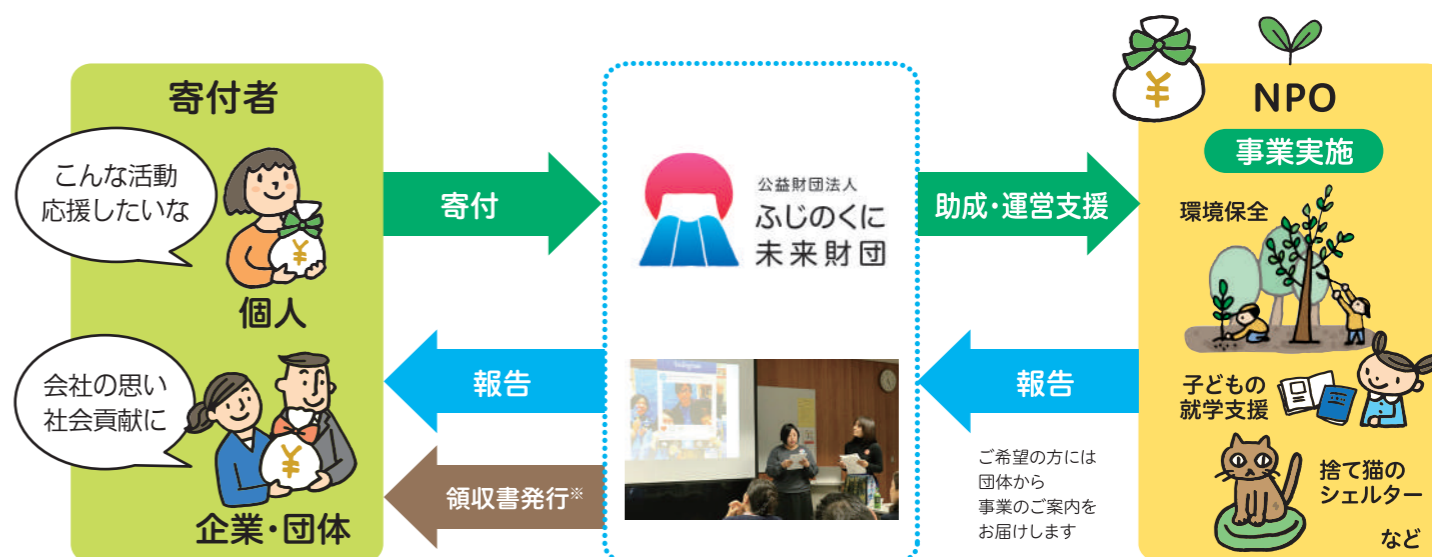 寄付者
こんな活動
応援したいな
¥
個人
会社の思い
社会貢献に
¥
企業・団体
寄付
報告
領収書発行※
公益財団法人
ふじのくに
未来財団
助成・運営支援
報告
ご希望の方には
団体から
事業のご案内を
お届けします
¥
NPO
事業実施
環境保全
子どもの
就学支援
捨て猫の
シェルター
など